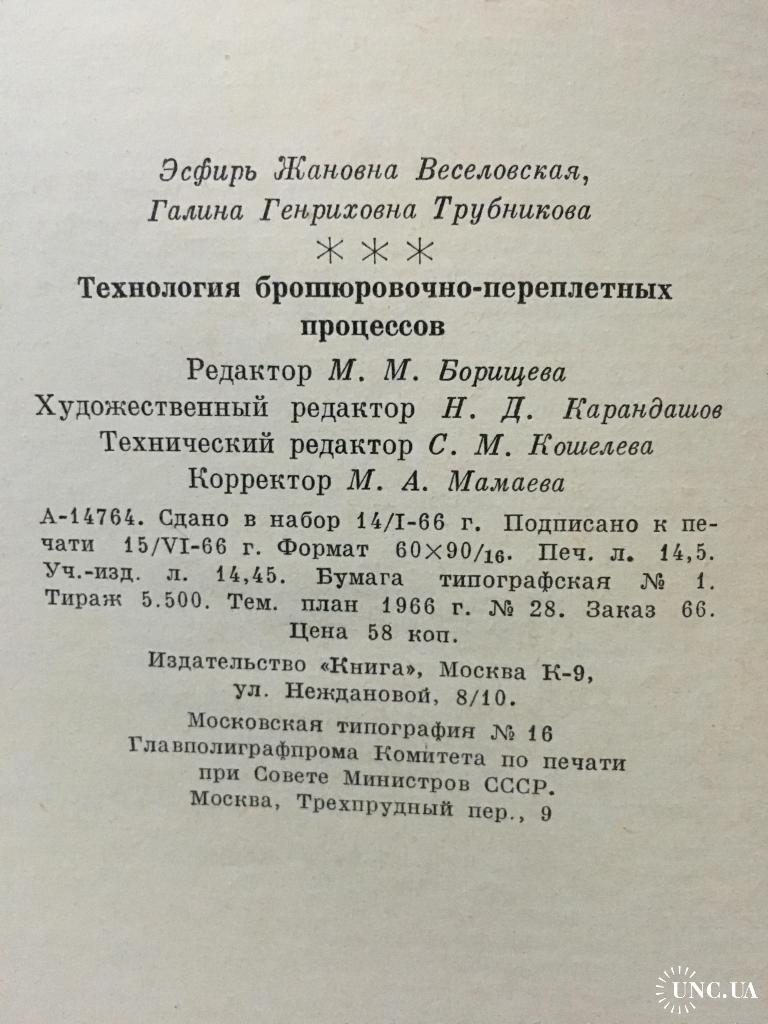 Эсфирь Жановна Веселовская,
Галина Генриховна Трубникова
* * *
Технология брошюровочно-переплетных
процессов
Редактор М. М. Борищева
Художественный редактор Н. Д. Карандашов
Технический редактор С. М. Кошелева
Корректор М. А. Мамаева
А-14764. Сдано в набор 14/I-66 г. Подписано к пе-
чати 15/VI-66 г. Формат 60×90/16. Печ. л. 14,5.
Уч.-изд. л. 14,45. Бумага типографская № 1.
Тираж 5.500. Тем. план 1966 г. № 28. Заказ 66.
Цена 58 коп.
Издательство «Книга», Москва К-9,
ул. Неждановой, 8/10.
Московская типография № 16
Главполиграфпрома Комитета по печати
при Совете Министров СССР.
Москва, Трехпрудный пер., 9
UNC.UA